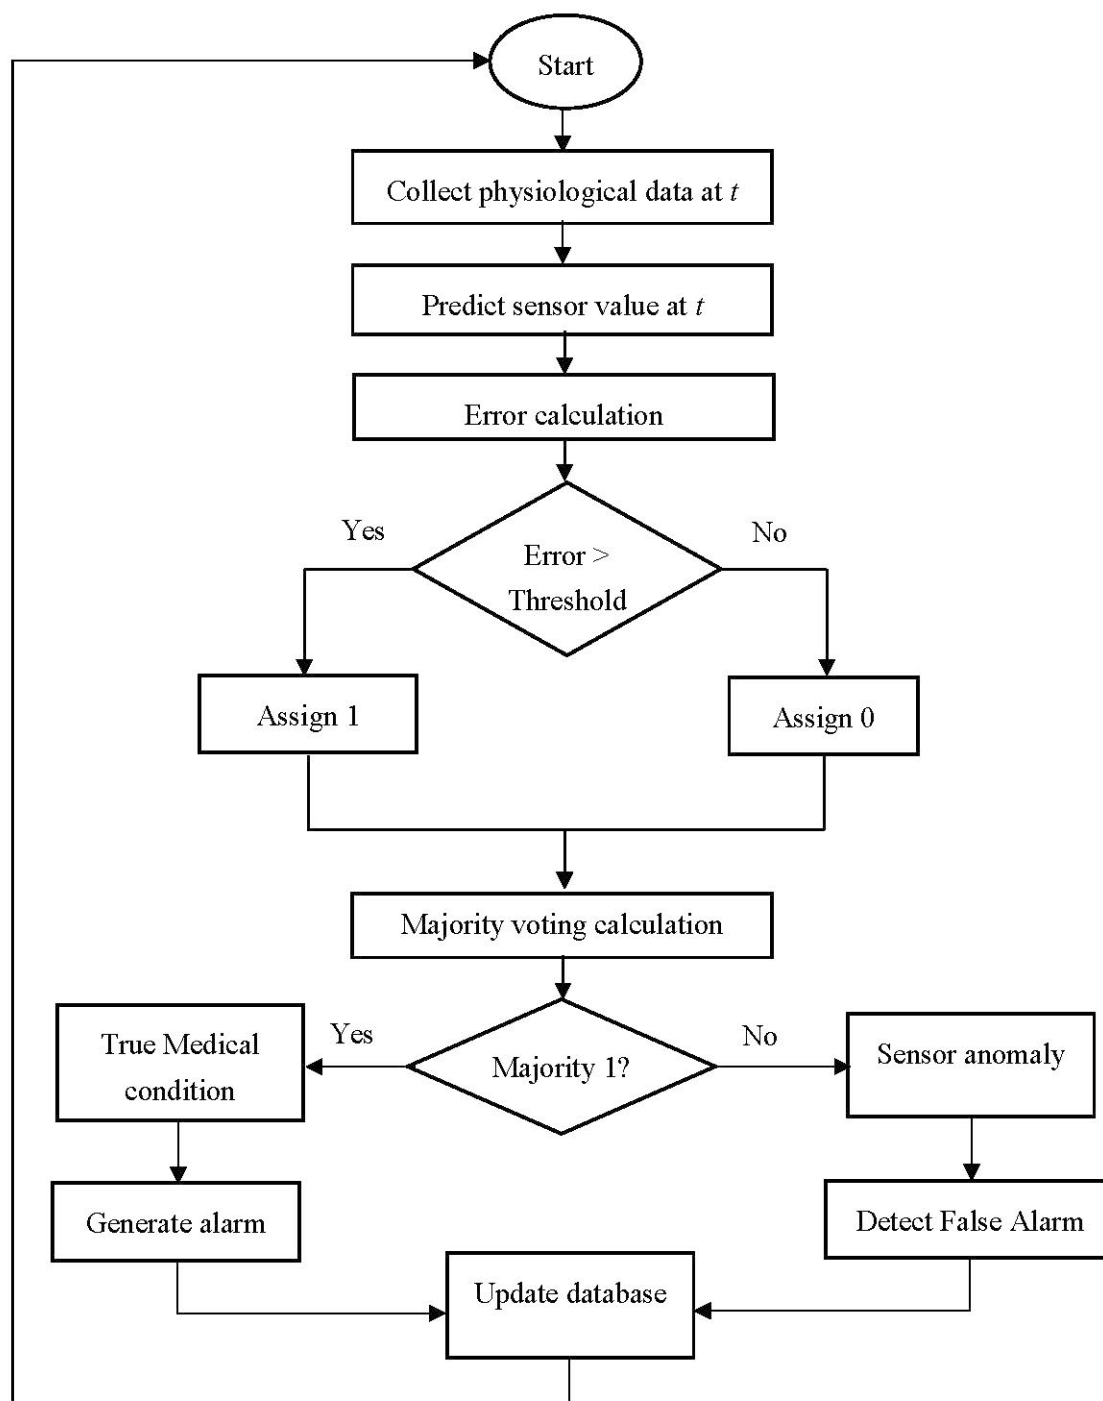 Start
Collect physiological data at t
Predict sensor value at t
Error calculation
Yes
No
Error >
Threshold
Assign 1
Assign 0
Majority voting calculation
True Medical
condition
Yes
Majority 1?
No
Sensor anomaly
Generate alarm
Detect False Alarm
Update database